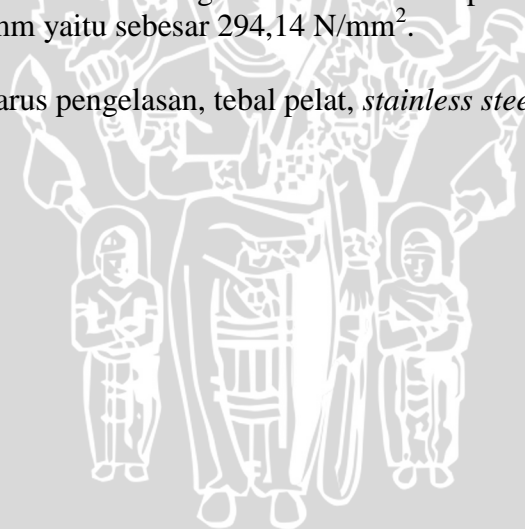 mm yaitu sebesar 294,14 N/mm².
arus pengelasan, tebal pelat, stainless stee